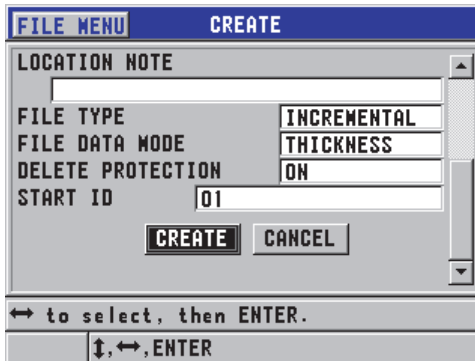 FILE MENU CREATE
LOCATION NOTE
FILE TYPE INCREMENTAL
FILE DATA MODE THICKNESS
DELETE PROTECTION ON
START ID 01
CREATE CANCEL
↔ to select, then ENTER.
↕,↔,ENTER